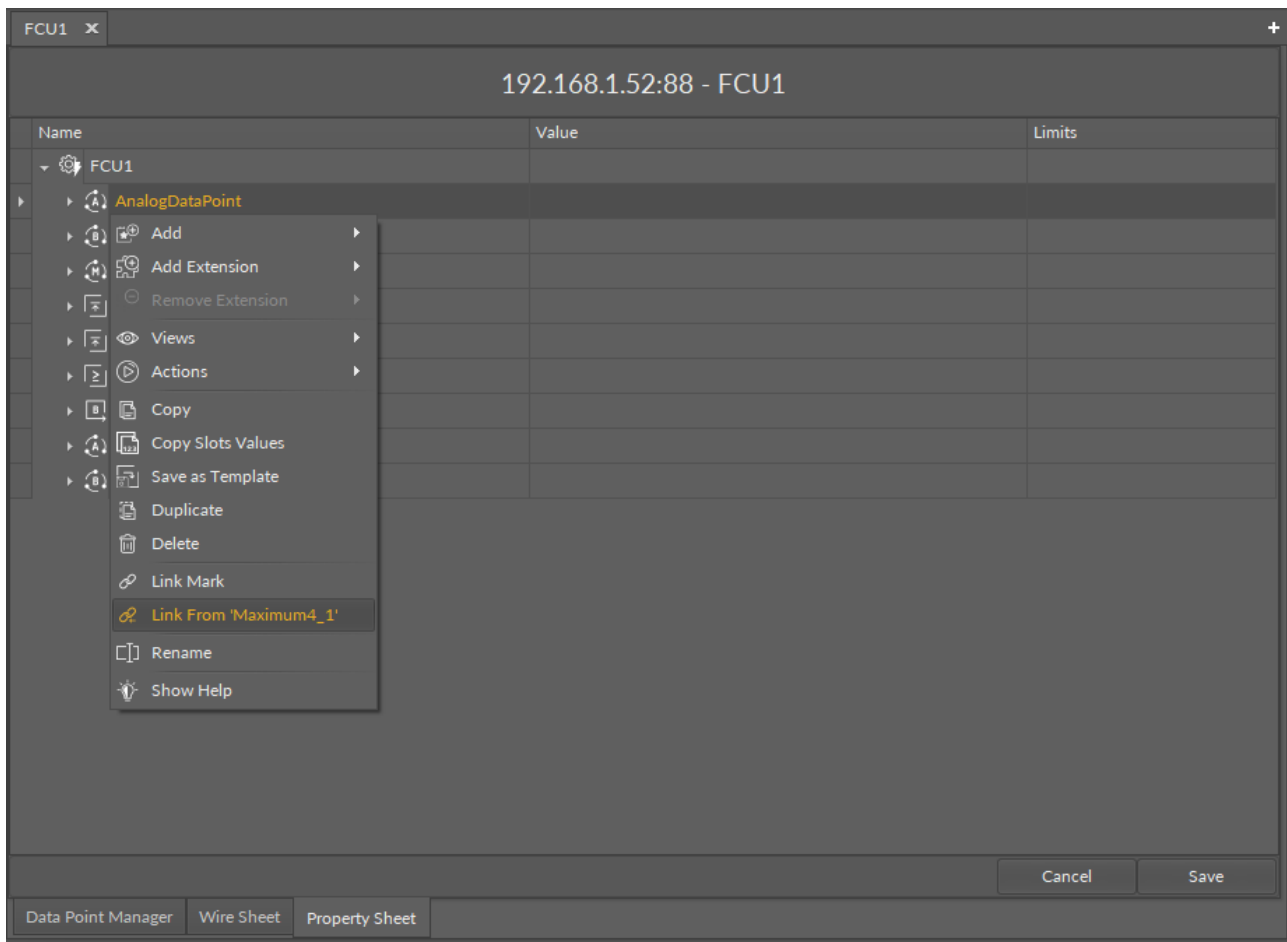 FCU1
192.168.1.52:88 - FCU1
Name Value Limits
FCU1
AnalogDataPoint
Add
Add Extension
Remove Extension
Views
Actions
Copy
Copy Slots Values
Save as Template
Duplicate
Delete
Link Mark
Link From 'Maximum4_1'
Rename
Show Help
Cancel Save
Data Point Manager Wire Sheet Property Sheet